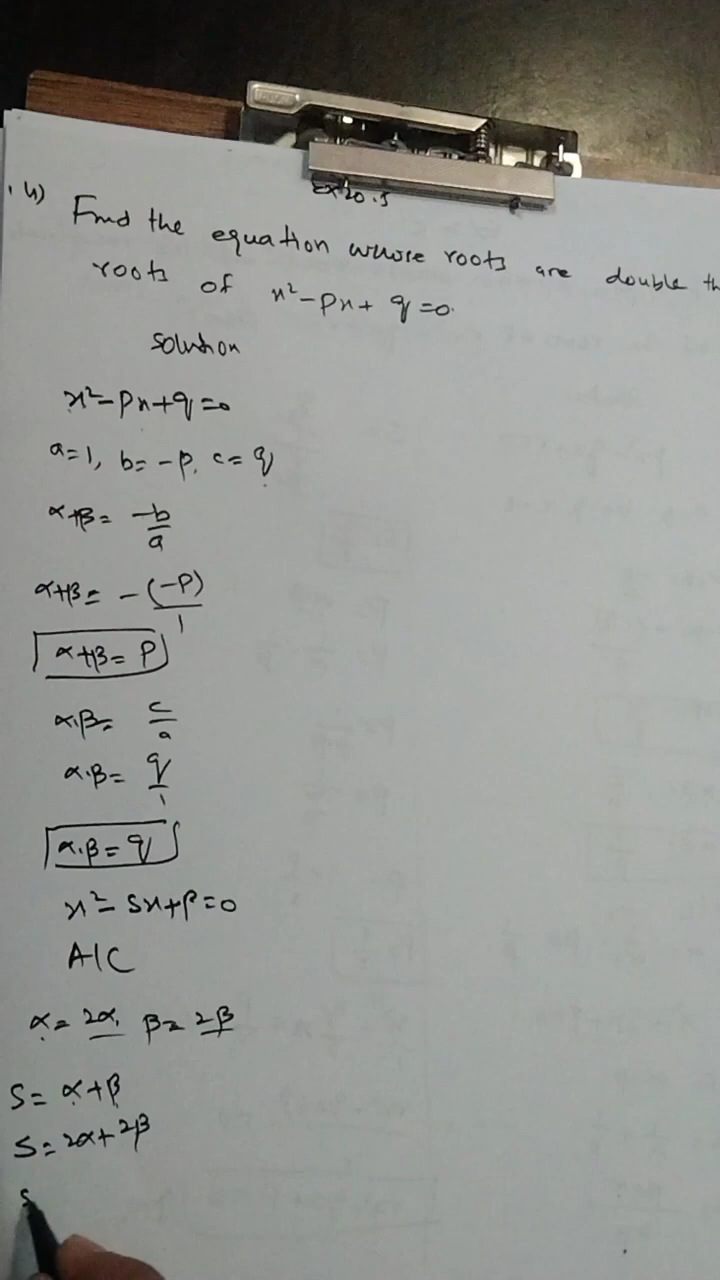 Ex 20.5
4) Find the equation whose roots are double th
roots of x²-px+q=0.
Solution
x²-px+q=0
a=1, b=-p, c=q
α+β= -b/a
α+β= -(-p)/1
α+β= p
α.β= c/a
α.β= q/1
α.β=q
x²-Sx+p=0
A/C
α=2α, β=2β
S= α+β
S=2α+2β
S